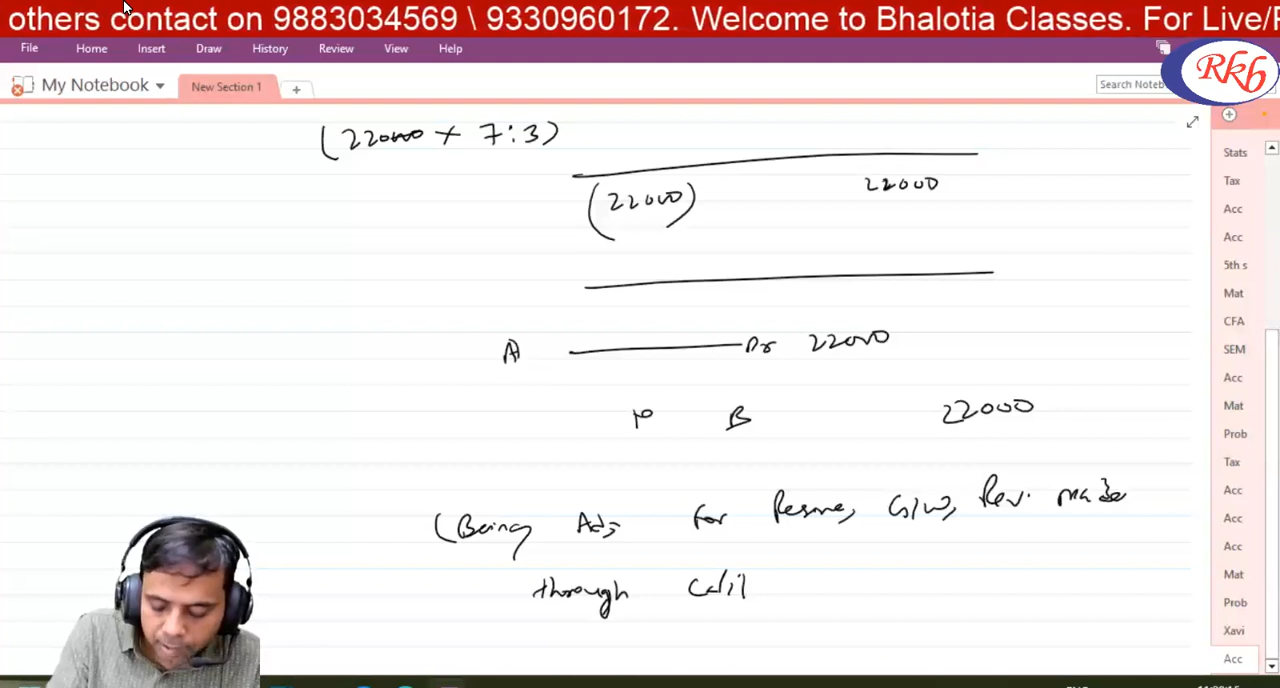 others contact on 9883034569 \ 9330960172. Welcome to Bhalotia Classes. For Live/
File Home Insert Draw History Review View Help
Rkb
My Notebook New Section 1 + Search Noteb
(220000 + 7:3)
(22000) 22000
A Dr 22000
To B 22000
(Being Adj for Reserve, G/W, Rev. made
through
Stats
Tax
Acc
Acc
5th s
Mat
CFA
SEM
Acc
Mat
Prob
Tax
Acc
Acc
Acc
Mat
Prob
Xavi
Acc